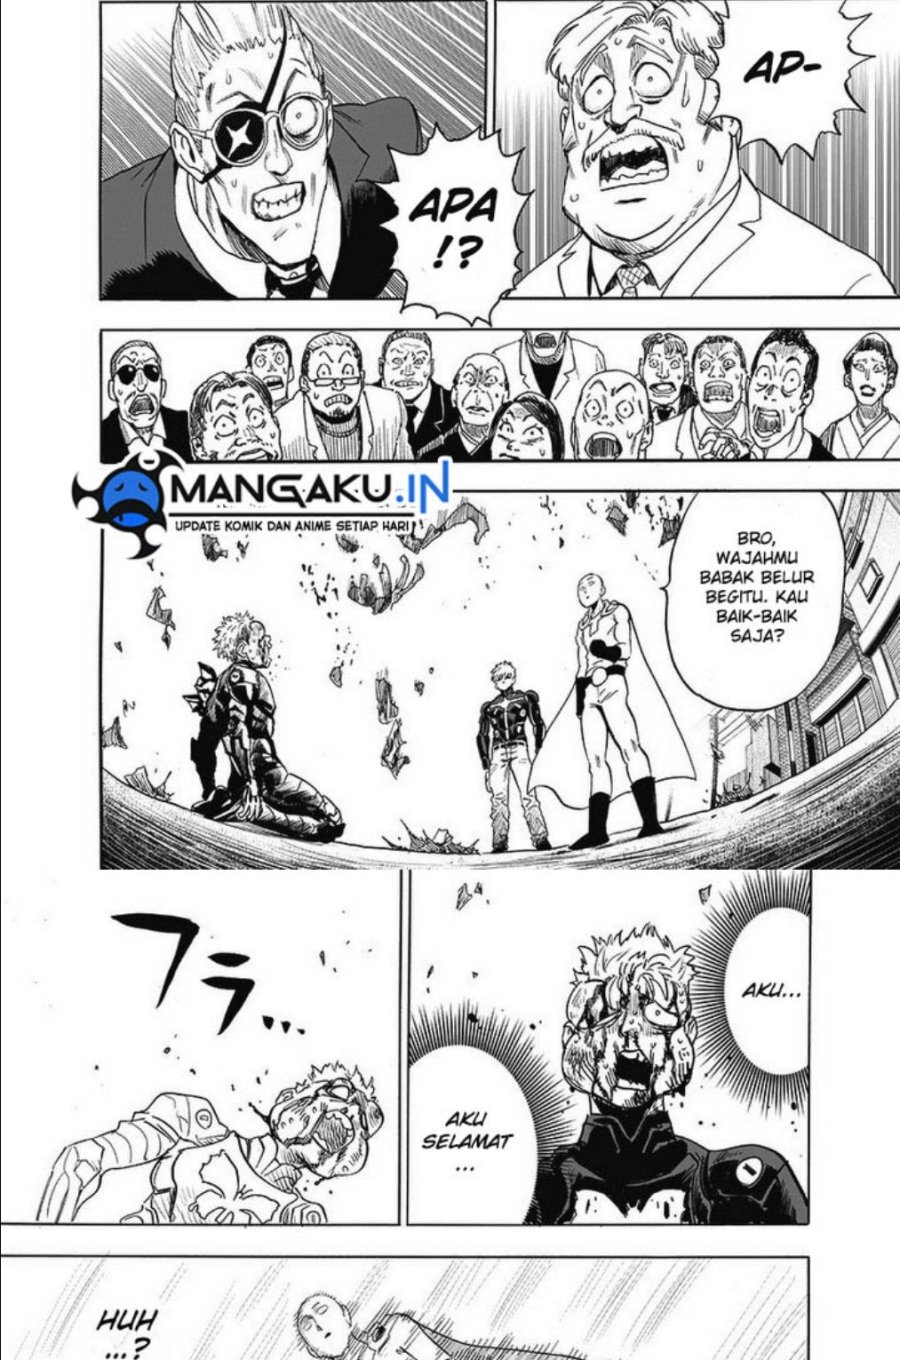 AP-
APA
!?
MANGAKU.IN
UPDATE KOMIK DAN ANIME SETIAP HARI
BRO,
WAJAHMU
BABAK BELUR
BEGITU. KAU
BAIK-BAIK
SAJA?
AKU...
AKU
SELAMAT
...
フラ...
HUH
...?